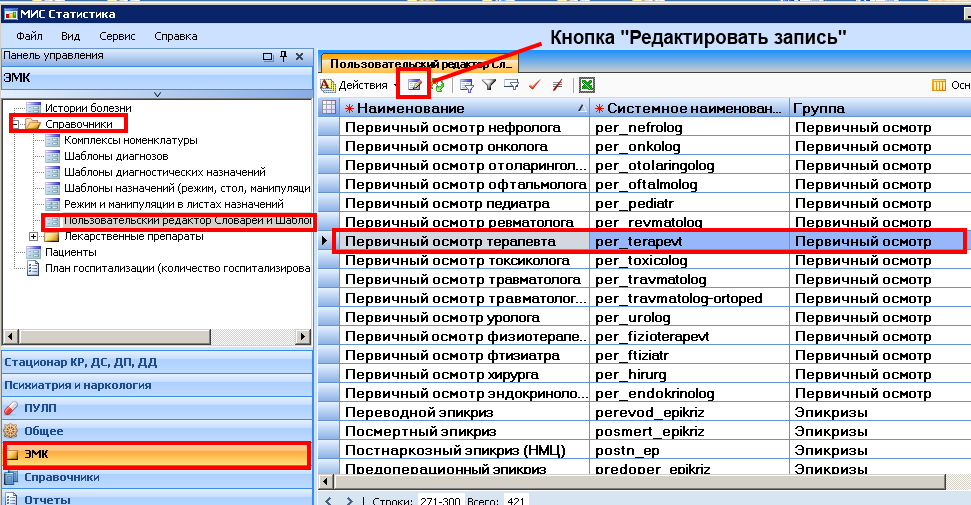 МИС Статистика
Файл Вид Сервис Справка
Кнопка "Редактировать запись"
Панель управления
ЭМК
Истории болезни
Справочники
Комплексы номенклатуры
Шаблоны диагнозов
Шаблоны диагностических назначений
Шаблоны назначений (режим, стол, манипуляци
Режим и манипуляции в листах назначений
Пользовательский редактор Словарей и Шаблон
Лекарственные препараты
Пациенты
План госпитализации (количество госпитализирова
Стационар КР, ДС, ДП, ДД
Психиатрия и наркология
ПУЛП
Общее
ЭМК
Справочники
Отчеты
Пользовательский редактор Сл...
Действия Осн
Наименование Системное наименован... Группа
Первичный осмотр нефролога per_nefrolog Первичный осмотр
Первичный осмотр онколога per_onkolog Первичный осмотр
Первичный осмотр отоларингол... per_otolaringolog Первичный осмотр
Первичный осмотр офтальмолога per_oftalmolog Первичный осмотр
Первичный осмотр педиатра per_pediatr Первичный осмотр
Первичный осмотр ревматолога per_revmatolog Первичный осмотр
Первичный осмотр терапевта per_terapevt Первичный осмотр
Первичный осмотр токсиколога per_toxicolog Первичный осмотр
Первичный осмотр травматолога per_travmatolog Первичный осмотр
Первичный осмотр травматолог... per_travmatolog-ortoped Первичный осмотр
Первичный осмотр уролога per_urolog Первичный осмотр
Первичный осмотр физиотерапе... per_fizioterapevt Первичный осмотр
Первичный осмотр фтизиатра per_ftiziatr Первичный осмотр
Первичный осмотр хирурга per_hirurg Первичный осмотр
Первичный осмотр эндокриноло... per_endokrinolog Первичный осмотр
Переводной эпикриз perevod_epikriz Эпикризы
Посмертный эпикриз posmert_epikriz Эпикризы
Постнаркозный эпикриз (НМЦ) postn_ep Эпикризы
Предоперационный эпикриз predoper_epikriz Эпикризы
Строки: 271-300 Всего: 421